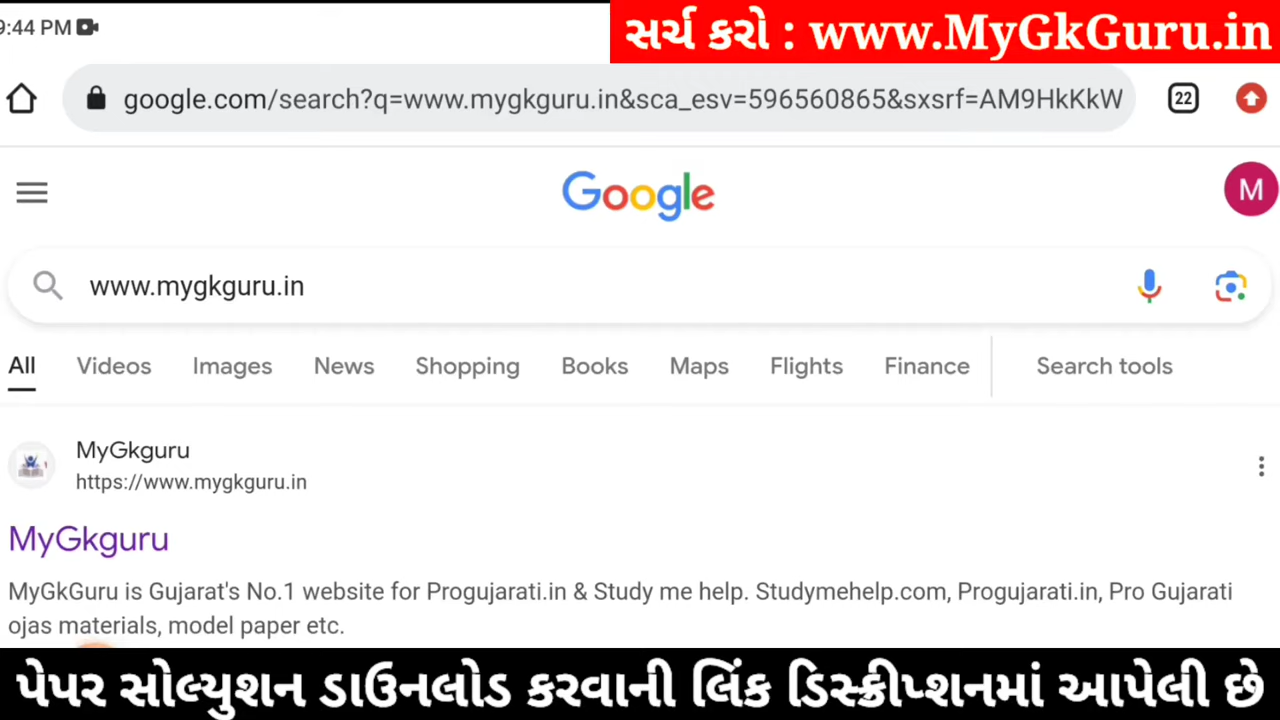 9:44 PM
સર્ચ કરો : www.MyGkGuru.in
google.com/search?q=www.mygkguru.in&sca_esv=596560865&sxsrf=AM9HkKkW
22
Google
M
www.mygkguru.in
All Videos Images News Shopping Books Maps Flights Finance Search tools
MyGkguru
https://www.mygkguru.in
MyGkguru
MyGkGuru is Gujarat's No.1 website for Progujarati.in & Study me help. Studymehelp.com, Progujarati.in, Pro Gujarati
ojas materials, model paper etc.
પેપર સોલ્યુશન ડાઉનલોડ કરવાની લિંક ડિસ્ક્રીપ્શનમાં આપેલી છે